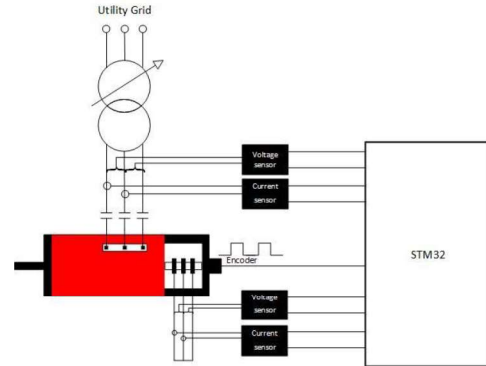 Utility Grid
Voltage
sensor
Current
sensor
STM32
Encoder
Voltage
sensor
Current
sensor